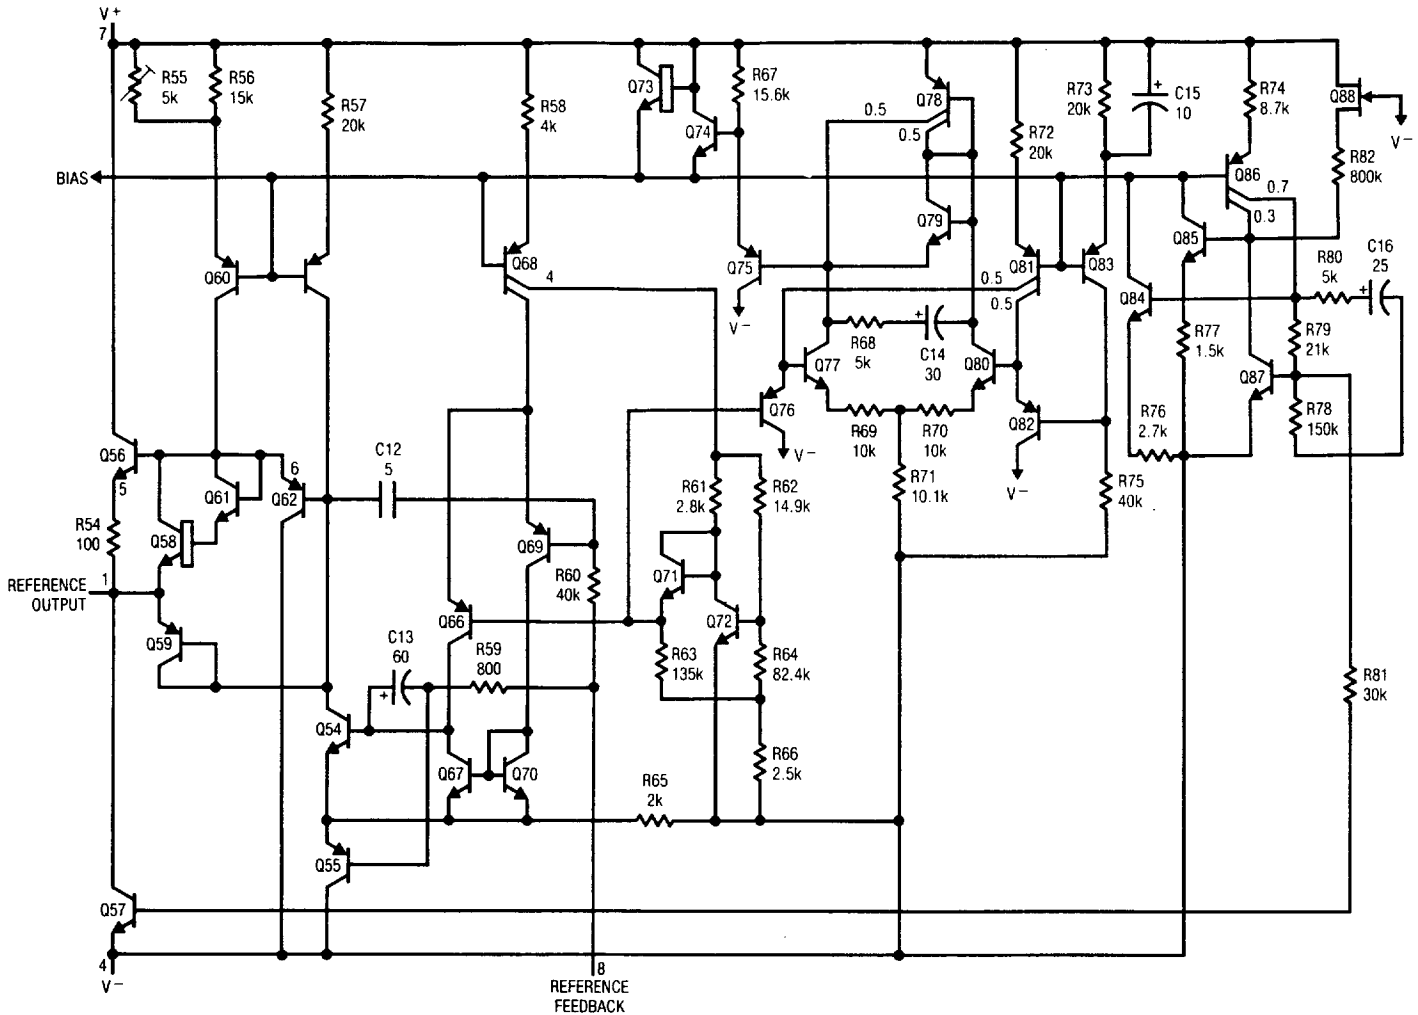 V+
7
R55
5k
R56
15k
R57
20k
R58
4k
Q73
Q74
R67
15.6k
Q78
0.5
0.5
R72
20k
R73
20k
+
C15
10
R74
8.7k
Q88
V−
R82
800k
BIAS
Q86
0.7
0.3
Q79
Q85
Q60
Q68
4
Q75
V−
Q81
0.5
0.5
Q83
Q84
R80
5k
+
C16
25
R68
5k
+
C14
30
R77
1.5k
R79
21k
Q77
Q80
Q87
Q76
V−
R69
10k
R70
10k
Q82
V−
R76
2.7k
R78
150k
Q56
5
C12
5
6
Q61
Q62
R61
2.8k
R62
14.9k
R71
10.1k
R75
40k
R54
100
Q58
Q69
R60
40k
Q71
REFERENCE
OUTPUT
1
Q59
Q66
Q72
C13
60
+
R59
800
R63
135k
R64
82.4k
R81
30k
Q54
Q67
Q70
R65
2k
R66
2.5k
Q55
Q57
4
V−
8
REFERENCE
FEEDBACK